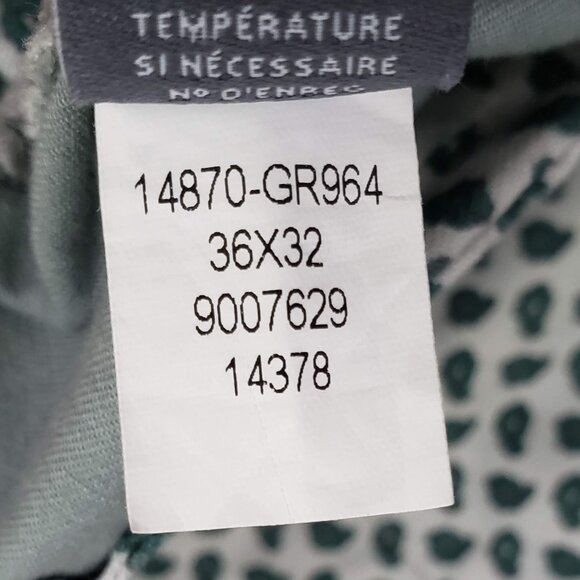 TEMPÉRATURE
SI NÉCESSAIRE
Nº D'ENREG
14870-GR964
36X32
9007629
14378